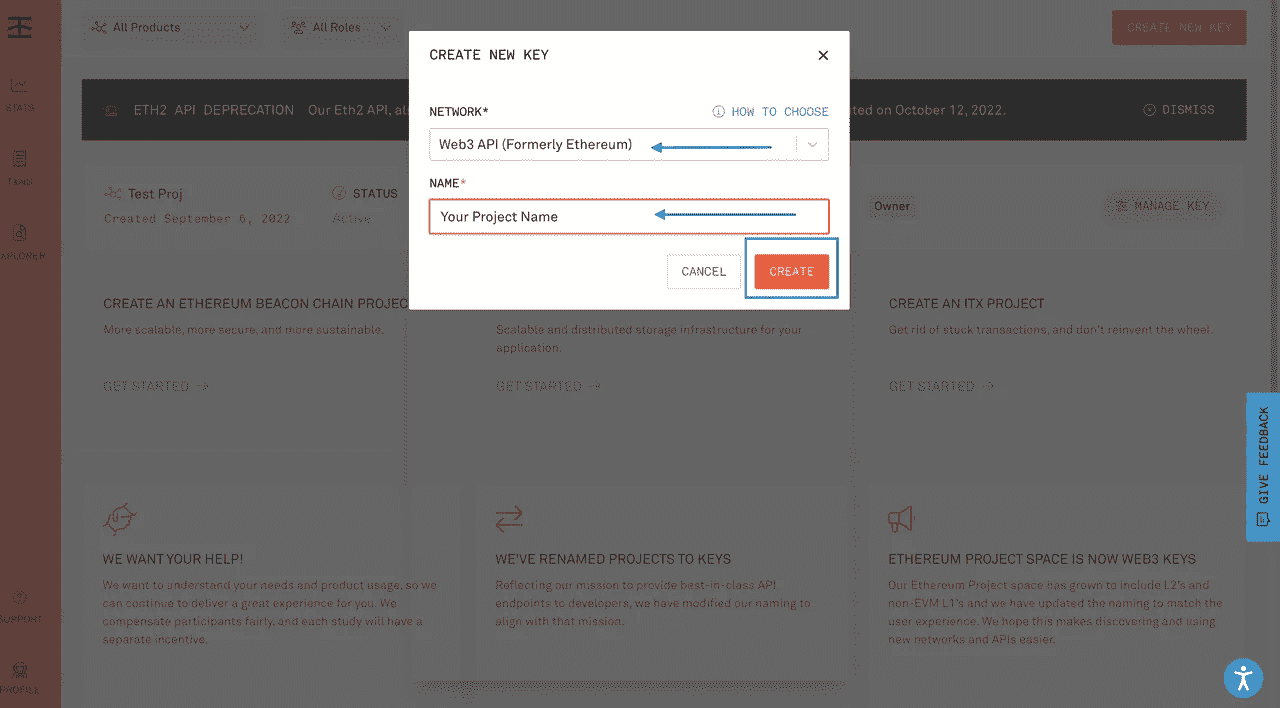 All Products
All Roles
CREATE NEW KEY
STATS
ETH2 API DEPRECATION Our Eth2 API, al
ted on October 12, 2022.
DISMISS
CREATE NEW KEY
NETWORK*
HOW TO CHOOSE
Web3 API (Formerly Ethereum)
NAME*
Your Project Name
CANCEL
CREATE
Test Proj
Created September 6, 2022
STATUS
Active
Owner
MANAGE KEY
XPLORER
CREATE AN ETHEREUM BEACON CHAIN PROJEC
More scalable, more secure, and more sustainable.
GET STARTED
Scalable and distributed storage infrastructure for your
application.
GET STARTED
CREATE AN ITX PROJECT
Get rid of stuck transactions, and don't reinvent the wheel.
GET STARTED
GIVE FEEDBACK
WE WANT YOUR HELP!
We want to understand your needs and product usage, so we
can continue to deliver a great experience for you. We
compensate participants fairly, and each study will have a
separate incentive.
WE'VE RENAMED PROJECTS TO KEYS
Reflecting our mission to provide best-in-class API
endpoints to developers, we have modified our naming to
align with that mission.
ETHEREUM PROJECT SPACE IS NOW WEB3 KEYS
Our Ethereum Project space has grown to include L2's and
non-EVM L1's and we have updated the naming to match the
user experience. We hope this makes discovering and using
new networks and APIs easier.
SUPPORT
PROFILE